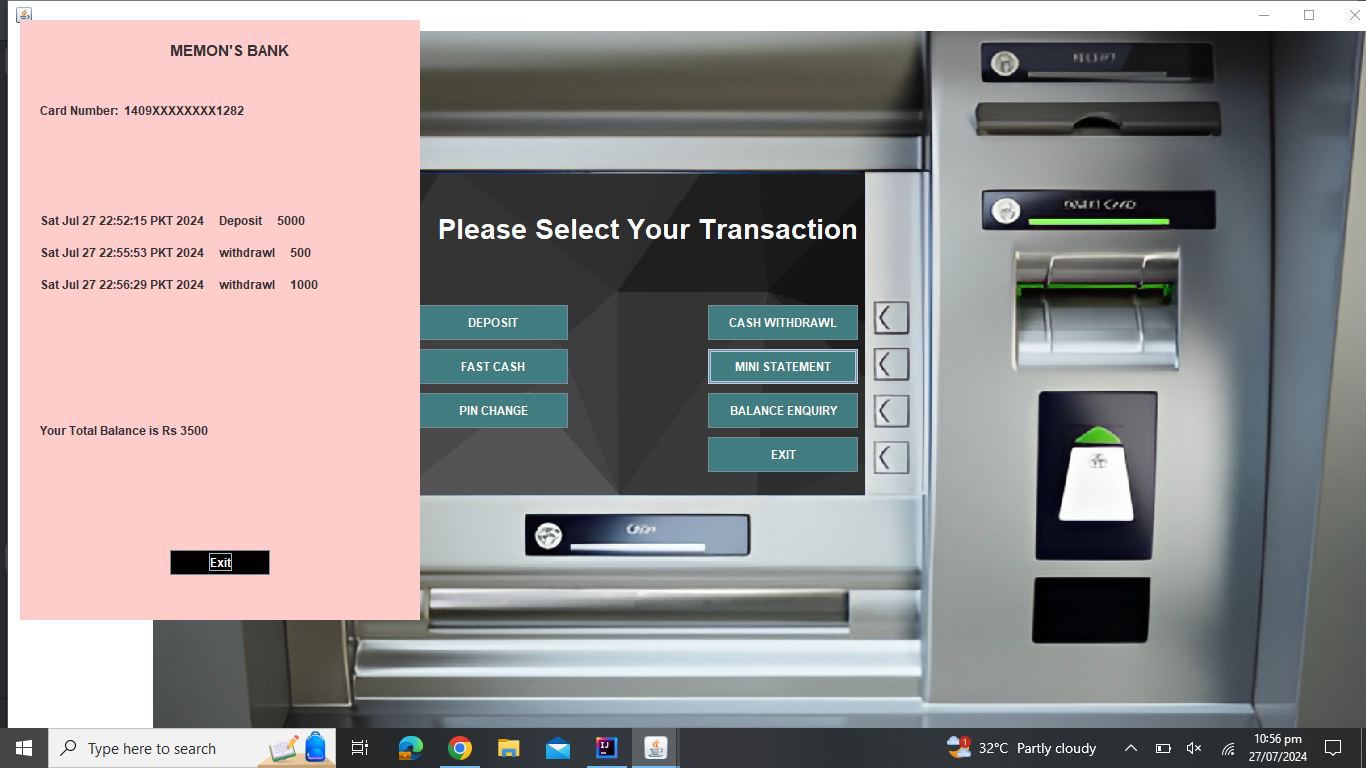 MEMON'S BANK
Card Number: 1409XXXXXXXX1282
Sat Jul 27 22:52:15 PKT 2024 Deposit 5000
Sat Jul 27 22:55:53 PKT 2024 withdrawl 500
Sat Jul 27 22:56:29 PKT 2024 withdrawl 1000
Your Total Balance is Rs 3500
Exit
Please Select Your Transaction
DEPOSIT
CASH WITHDRAWL
FAST CASH
MINI STATEMENT
PIN CHANGE
BALANCE ENQUIRY
EXIT
Type here to search
1
32°C Partly cloudy
10:56 pm
27/07/2024